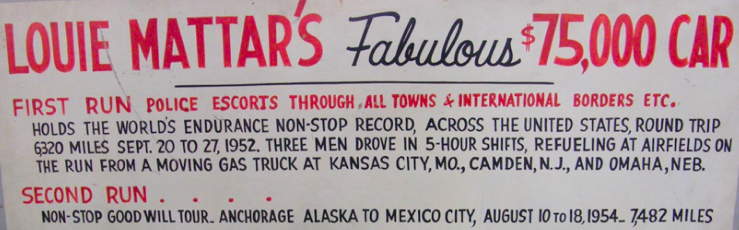 LOUIE MATTAR'S Fabulous $75,000 CAR
FIRST RUN POLICE ESCORTS THROUGH ALL TOWNS & INTERNATIONAL BORDERS ETC.
HOLDS THE WORLD'S ENDURANCE NON-STOP RECORD, ACROSS THE UNITED STATES, ROUND TRIP
6320 MILES SEPT. 20 TO 27, 1952. THREE MEN DROVE IN 5-HOUR SHIFTS, REFUELING AT AIRFIELDS ON
THE RUN FROM A MOVING GAS TRUCK AT KANSAS CITY, MO., CAMDEN, N.J., AND OMAHA, NEB.
SECOND RUN . . . .
NON-STOP GOOD WILL TOUR_ ANCHORAGE ALASKA TO MEXICO CITY, AUGUST 10 TO 18, 1954_ 7,482 MILES